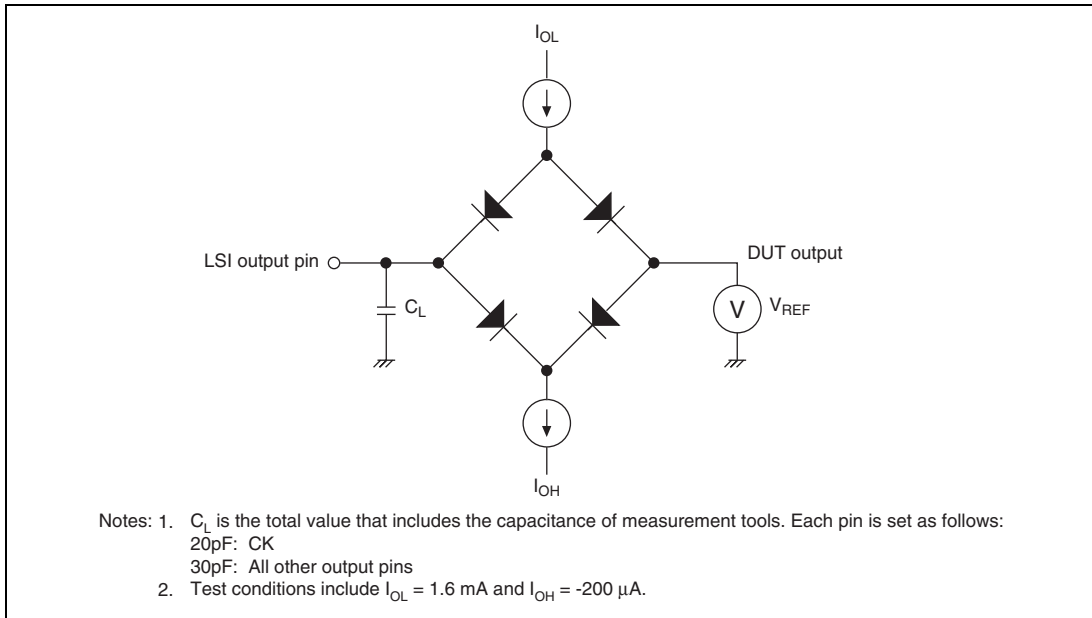 I_OL
LSI output pin
C_L
DUT output
V
V_REF
I_OH
Notes: 1. C_L is the total value that includes the capacitance of measurement tools. Each pin is set as follows:
20pF: CK
30pF: All other output pins
2. Test conditions include I_OL = 1.6 mA and I_OH = -200 μA.